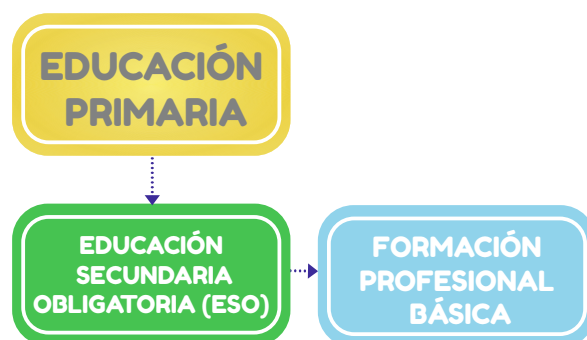 EDUCACIÓN
PRIMARIA
EDUCACIÓN
SECUNDARIA
OBLIGATORIA (ESO)
FORMACIÓN
PROFESIONAL
BÁSICA